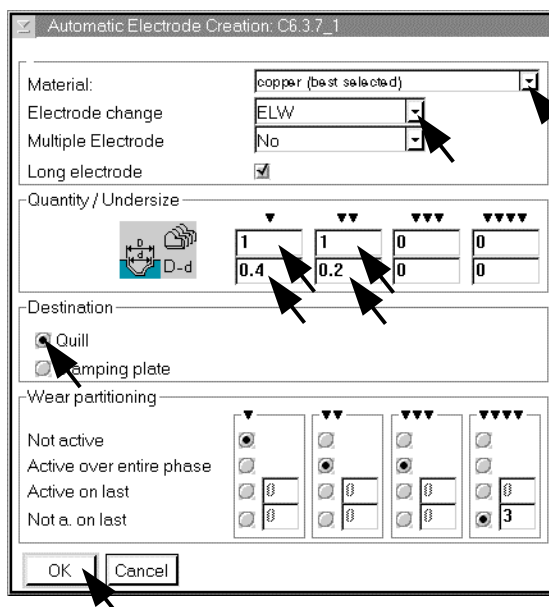 Automatic Electrode Creation: C6.3.7_1
Material: copper (best selected)
Electrode change ELW
Multiple Electrode No
Long electrode
Quantity / Undersize
1 1 0 0
D d D-d 0.4 0.2 0 0
Destination
Quill
Wear partitioning
Not active
Active over entire phase
Active on last 0 0 0 0
Not a. on last 0 0 0 3
OK Cancel